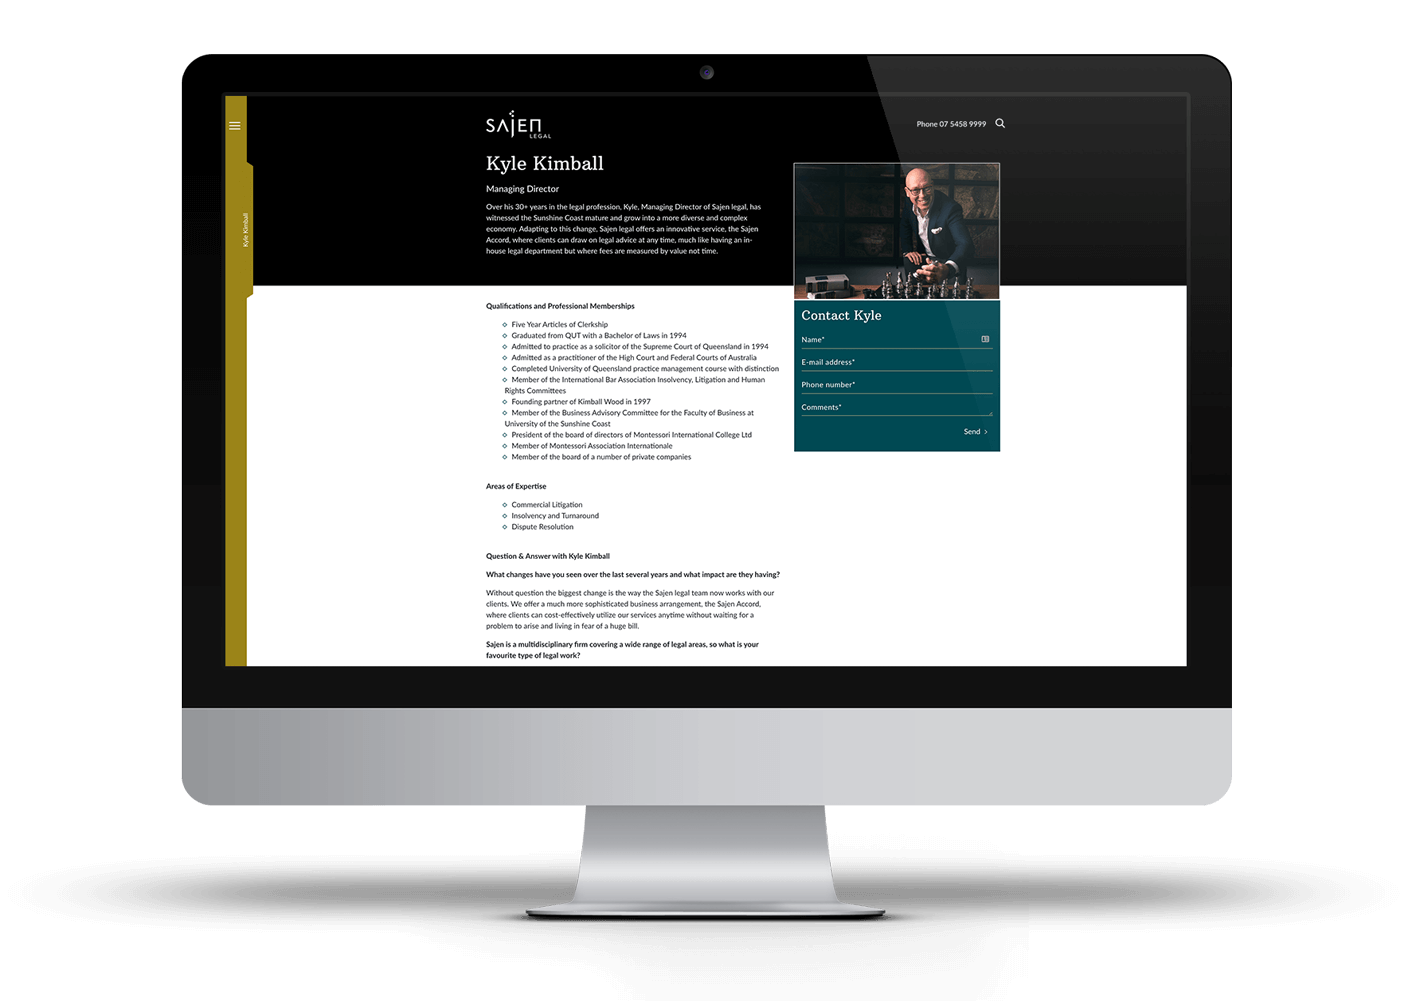 SAJEN
LEGAL
Phone 07 5458 9999
Kyle Kimball
Managing Director
Over his 30+ years in the legal profession, Kyle, Managing Director of Sajen legal, has
witnessed the Sunshine Coast mature and grow into a more diverse and complex
economy. Adapting to this change, Sajen legal offers an innovative service, the Sajen
Accord, where clients can draw on legal advice at any time, much like having an in-
house legal department but where fees are measured by value not time.
Kyle Kimball
Qualifications and Professional Memberships
Five Year Articles of Clerkship
Graduated from QUT with a Bachelor of Laws in 1994
Admitted to practice as a solicitor of the Supreme Court of Queensland in 1994
Admitted as a practitioner of the High Court and Federal Courts of Australia
Completed University of Queensland practice management course with distinction
Member of the International Bar Association Insolvency, Litigation and Human
Rights Committees
Founding partner of Kimball Wood in 1997
Member of the Business Advisory Committee for the Faculty of Business at
University of the Sunshine Coast
President of the board of directors of Montessori International College Ltd
Member of Montessori Association Internationale
Member of the board of a number of private companies
Areas of Expertise
Commercial Litigation
Insolvency and Turnaround
Dispute Resolution
Question & Answer with Kyle Kimball
What changes have you seen over the last several years and what impact are they having?
Without question the biggest change is the way the Sajen legal team now works with our
clients. We offer a much more sophisticated business arrangement, the Sajen Accord,
where clients can cost-effectively utilize our services anytime without waiting for a
problem to arise and living in fear of a huge bill.
Sajen is a multidisciplinary firm covering a wide range of legal areas, so what is your
favourite type of legal work?
Contact Kyle
Name*
E-mail address*
Phone number*
Comments*
Send